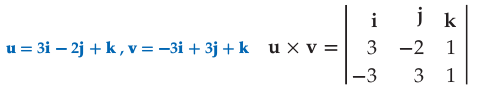 u = 3i − 2j + k , v = −3i + 3j + k u × v = | i j k |
| 3 −2 1 |
| −3 3 1 |